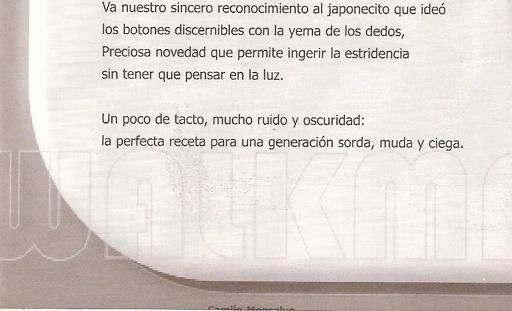 Va nuestro sincero reconocimiento al japonecito que ideó
los botones discernibles con la yema de los dedos,
Preciosa novedad que permite ingerir la estridencia
sin tener que pensar en la luz.
Un poco de tacto, mucho ruido y oscuridad:
la perfecta receta para una generación sorda, muda y ciega.
WALKM
Camilo Monsalve